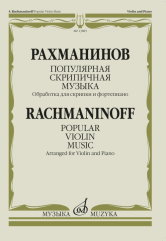 S. Rachmaninoff Popular Violin Music
Violin and Piano
РАХМАНИНОВ
ПОПУЛЯРНАЯ
СКРИПИЧНАЯ
МУЗЫКА
Обработка для скрипки и фортепиано
RACHMANINOFF
POPULAR
VIOLIN
MUSIC
Arranged for Violin and Piano
МУЗЫКА
MUZYKA